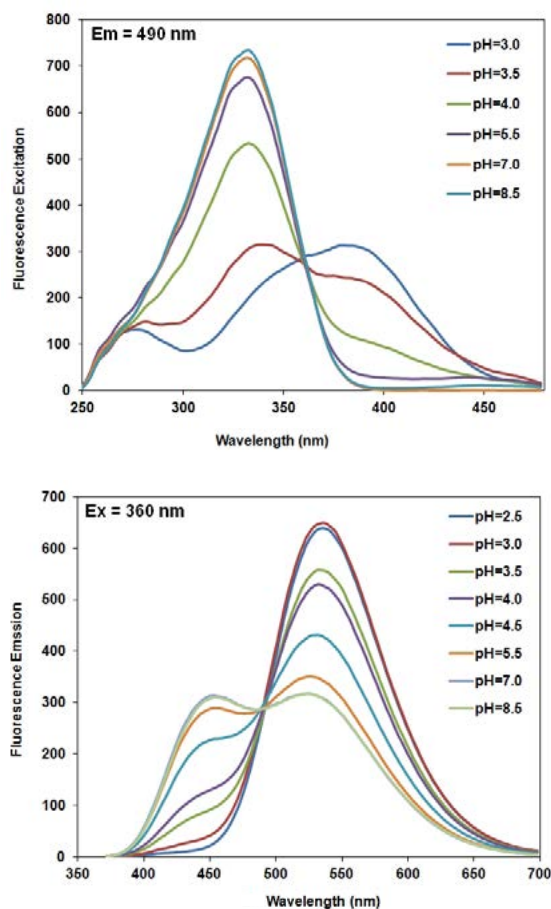 Em = 490 nm
800
700
600
500
400
300
200
100
0
Fluorescence Excitation
250 300 350 400 450
Wavelength (nm)
pH=3.0
pH=3.5
pH=4.0
pH=5.5
pH=7.0
pH=8.5
Ex = 360 nm
700
600
500
400
300
200
100
0
Fluorescence Emssion
350 400 450 500 550 600 650 700
Wavelength (nm)
pH=2.5
pH=3.0
pH=3.5
pH=4.0
pH=4.5
pH=5.5
pH=7.0
pH=8.5